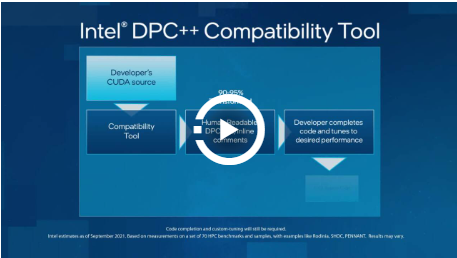 Intel® DPC++ Compatibility Tool
Developer's
CUDA source
90-95%
Compatibility
Tool
Human Readable
DPC++ inline
comments
Developer completes
code and tunes to
desired performance
Code completion and custom coding will still be required.
Intel estimates as of September 2021. Based on measurements on a set of 70 HPC benchmarks and samples, with examples like Rodinia, SHOC, PENNANT. Results may vary.